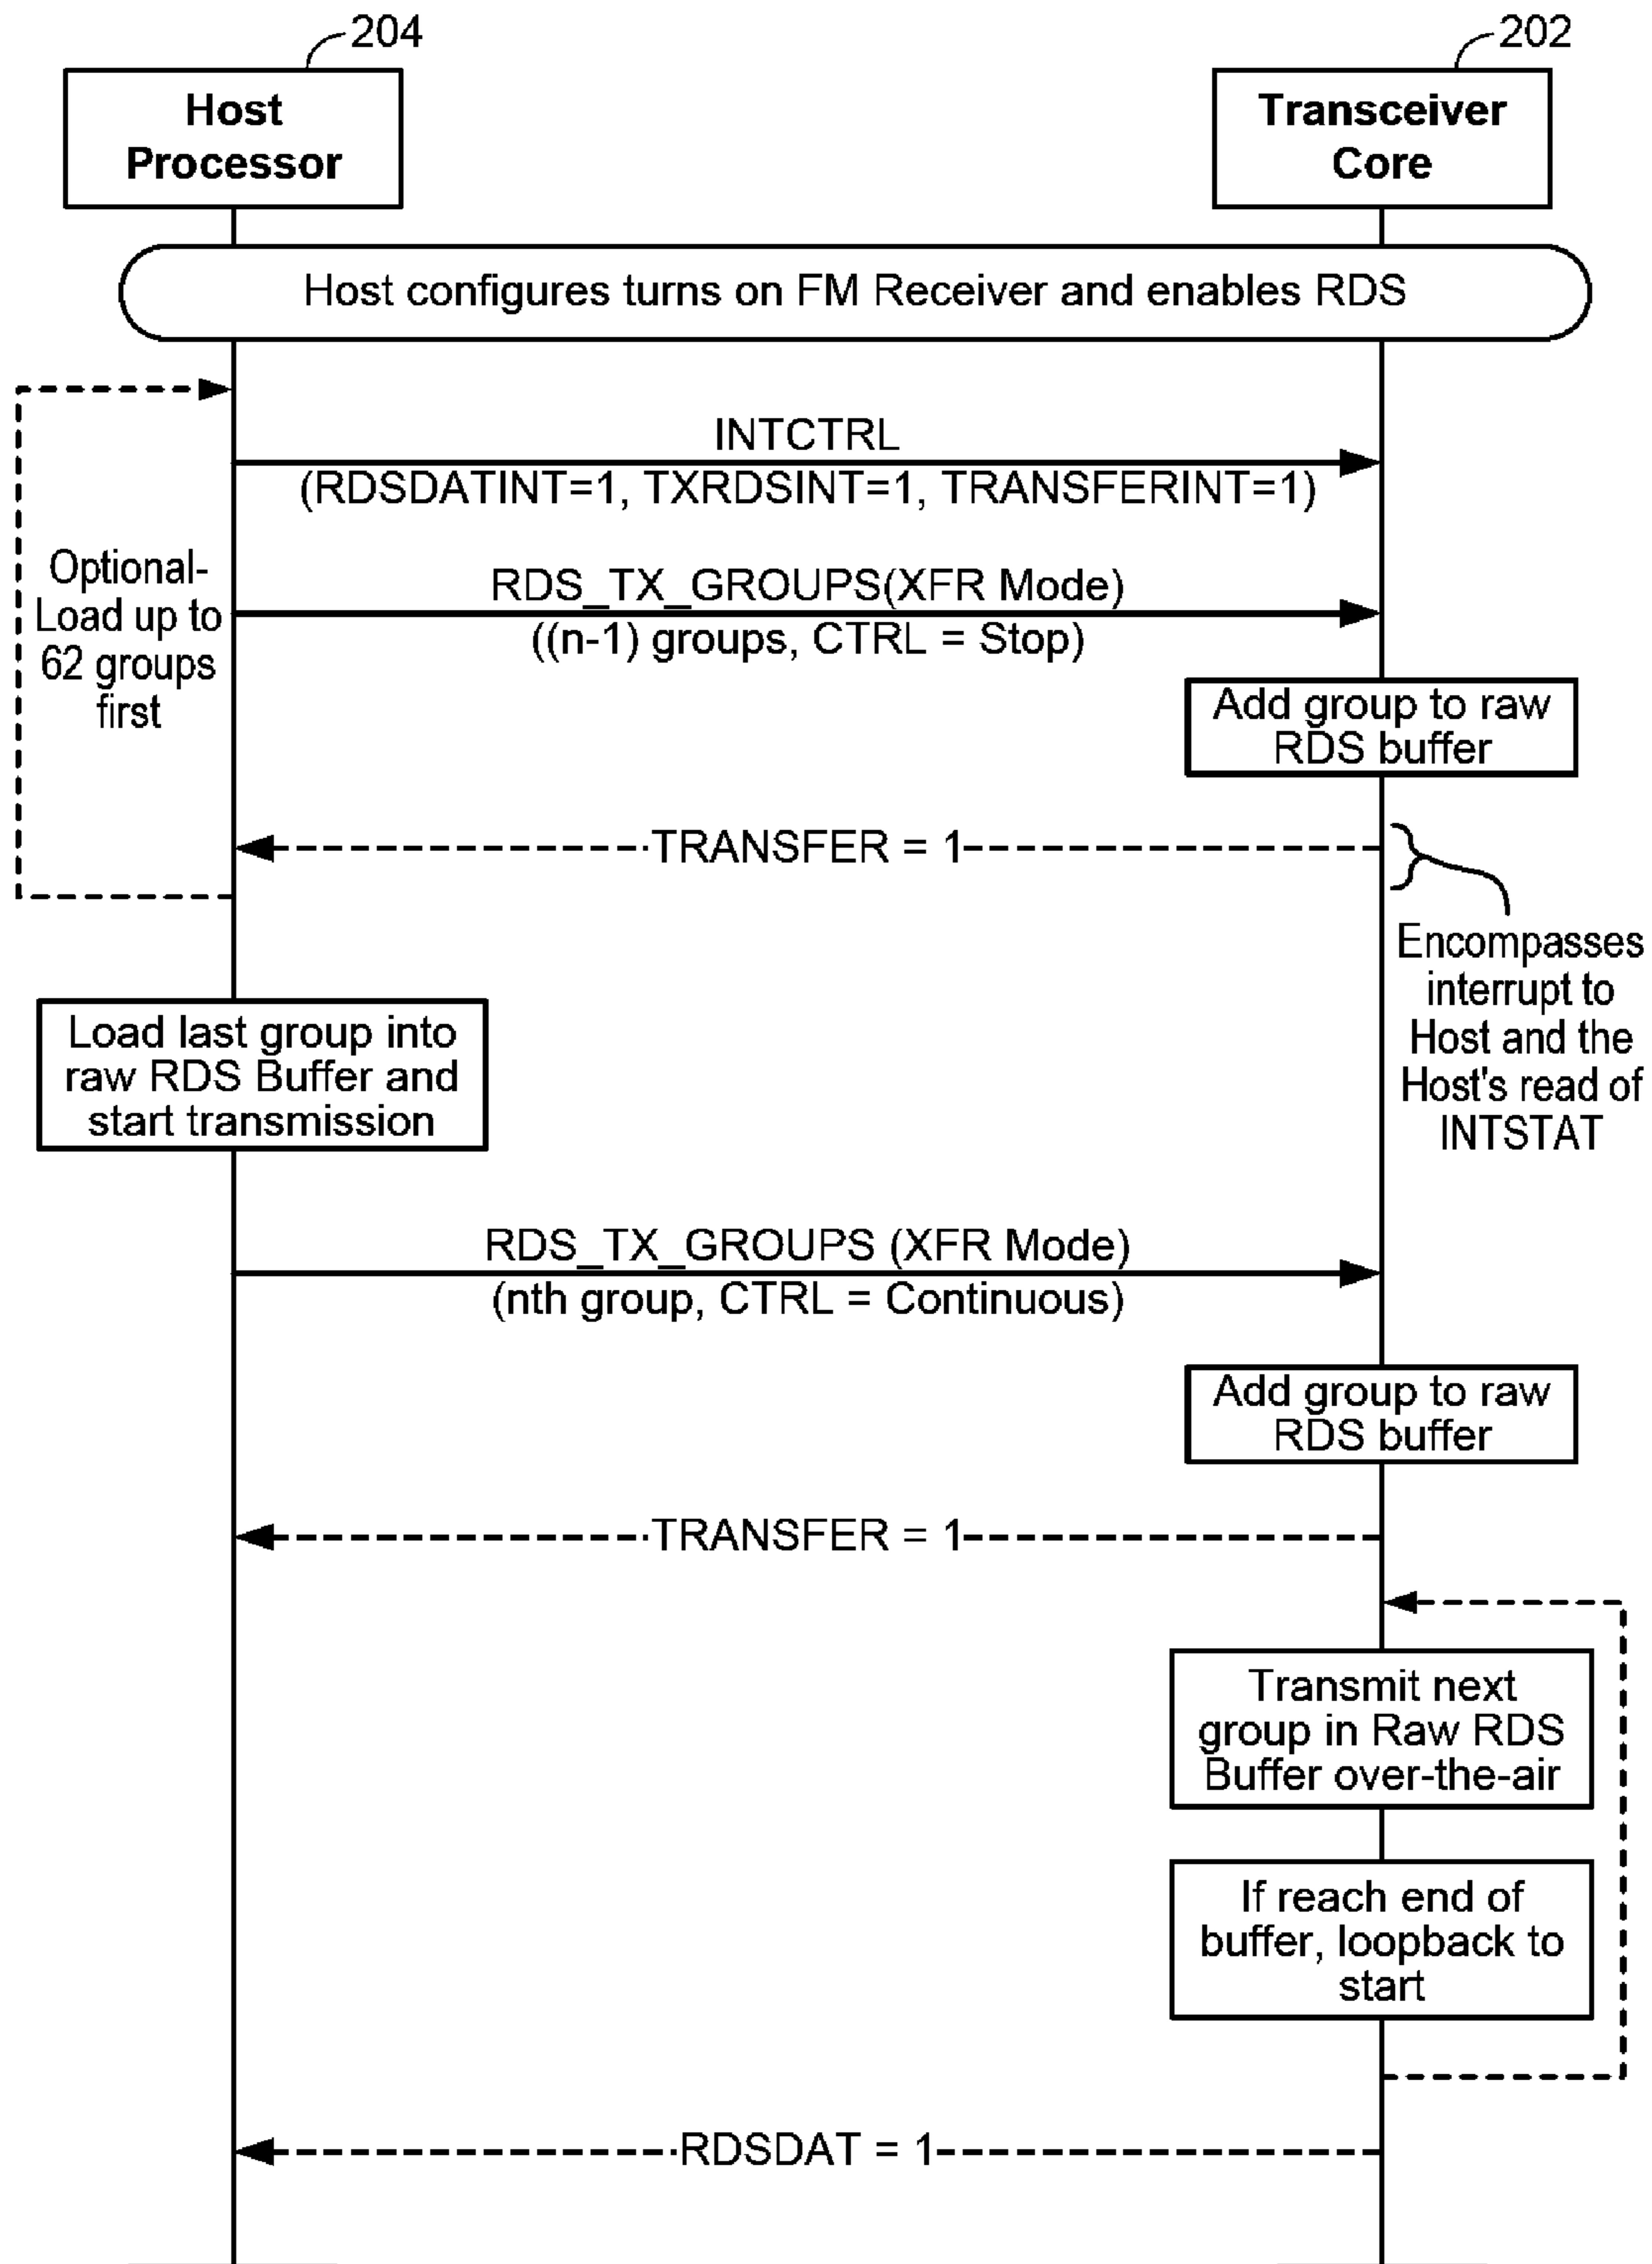 204
202
Host
Processor
Transceiver
Core
Host configures turns on FM Receiver and enables RDS
INTCTRL
(RDSDATINT=1, TXRDSINT=1, TRANSFERINT=1)
Optional-
Load up to
62 groups
first
RDS_TX_GROUPS(XFR Mode)
((n-1) groups, CTRL = Stop)
Add group to raw
RDS buffer
TRANSFER = 1
Encompasses
interrupt to
Host and the
Host's read of
INTSTAT
Load last group into
raw RDS Buffer and
start transmission
RDS_TX_GROUPS (XFR Mode)
(nth group, CTRL = Continuous)
Add group to raw
RDS buffer
TRANSFER = 1
Transmit next
group in Raw RDS
Buffer over-the-air
If reach end of
buffer, loopback to
start
RDSDAT = 1